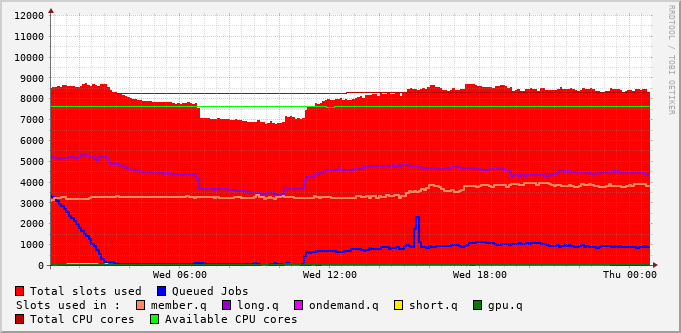 12000
11000
10000
9000
8000
7000
6000
5000
4000
3000
2000
1000
0
Wed 06:00 Wed 12:00 Wed 18:00 Thu 00:00
Total slots used Queued Jobs
Slots used in : member.q long.q ondemand.q short.q gpu.q
Total CPU cores Available CPU cores
RRDTOOL / TOBI OETIKER